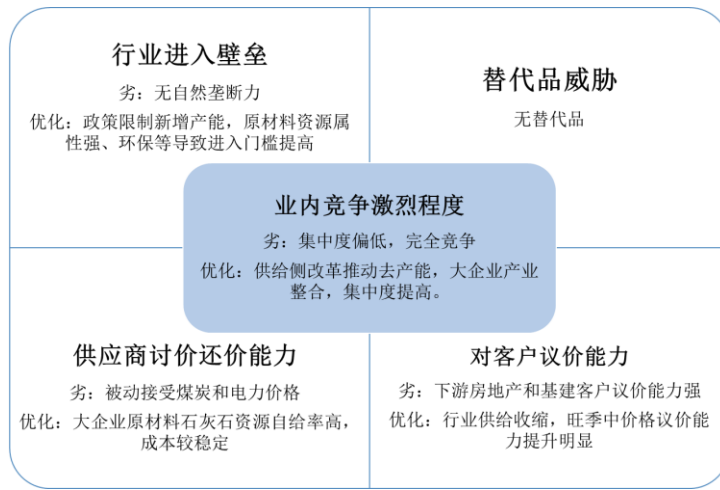 行业进入壁垒
劣：无自然垄断力
优化：政策限制新增产能，原材料资源属
性强、环保等导致进入门槛提高
替代品威胁
无替代品
业内竞争激烈程度
劣：集中度偏低，完全竞争
优化：供给侧改革推动去产能，大企业产业
整合，集中度提高。
供应商讨价还价能力
劣：被动接受煤炭和电力价格
优化：大企业原材料石灰石资源自给率高，
成本较稳定
对客户议价能力
劣：下游房地产和基建客户议价能力强
优化：行业供给收缩，旺季中价格议价能
力提升明显